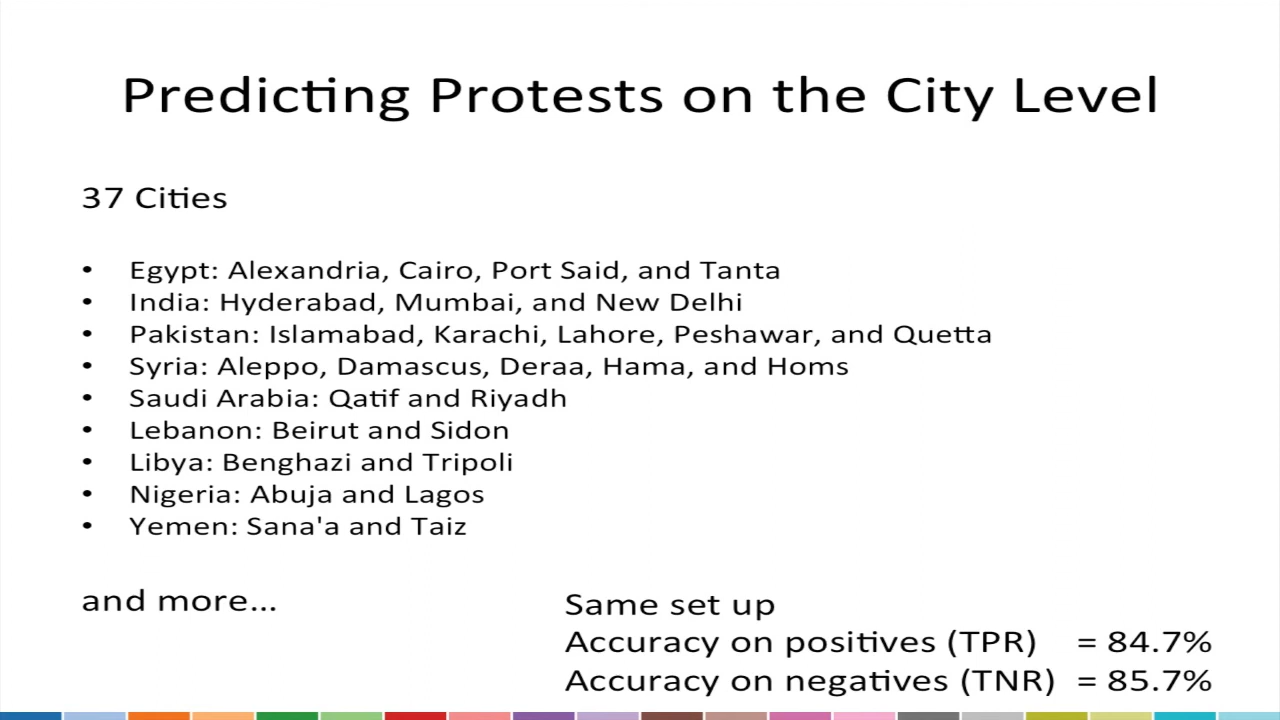 Predicting Protests on the City Level
37 Cities
• Egypt: Alexandria, Cairo, Port Said, and Tanta
• India: Hyderabad, Mumbai, and New Delhi
• Pakistan: Islamabad, Karachi, Lahore, Peshawar, and Quetta
• Syria: Aleppo, Damascus, Deraa, Hama, and Homs
• Saudi Arabia: Qatif and Riyadh
• Lebanon: Beirut and Sidon
• Libya: Benghazi and Tripoli
• Nigeria: Abuja and Lagos
• Yemen: Sana'a and Taiz
and more...
Same set up
Accuracy on positives (TPR) = 84.7%
Accuracy on negatives (TNR) = 85.7%